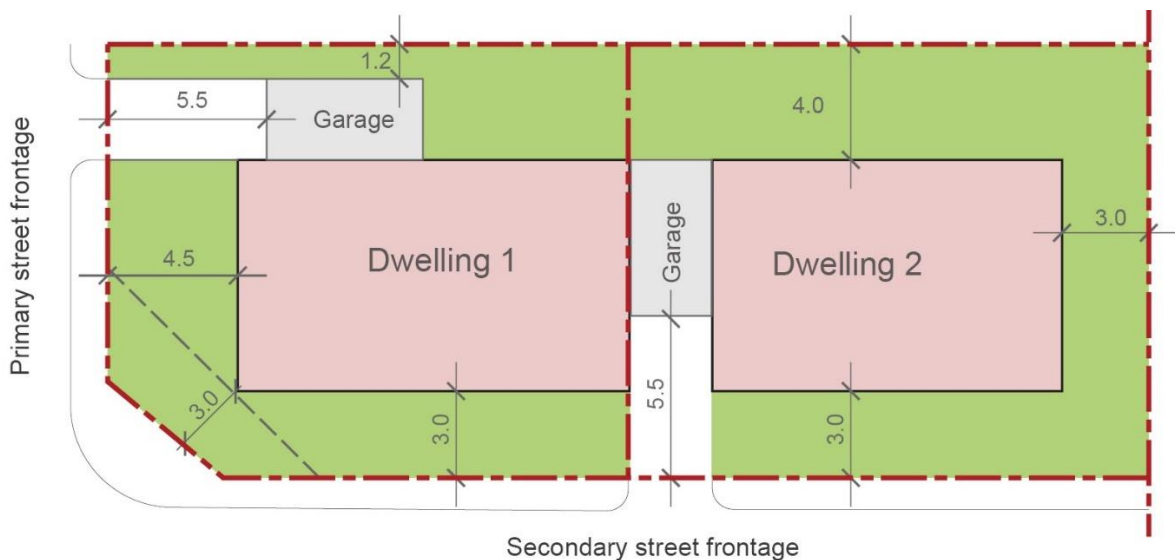 1.2
5.5
Garage
4.0
Primary street frontage
4.5
Dwelling 1
Garage
Dwelling 2
3.0
3.0
3.0
5.5
3.0
Secondary street frontage